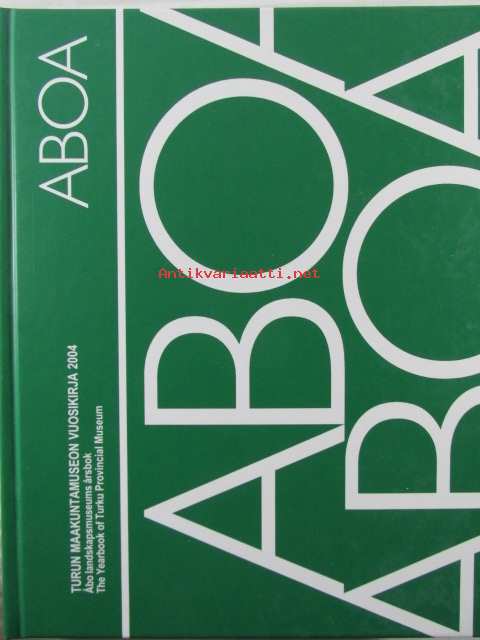 ABOA
TURUN MAAKUNTAMUSEON VUOSIKIRJA 2004
Åbo landskapsmuseums årsbok
The Yearbook of Turku Provincial Museum
ABOA
ABOA
Antikvariaatti.net